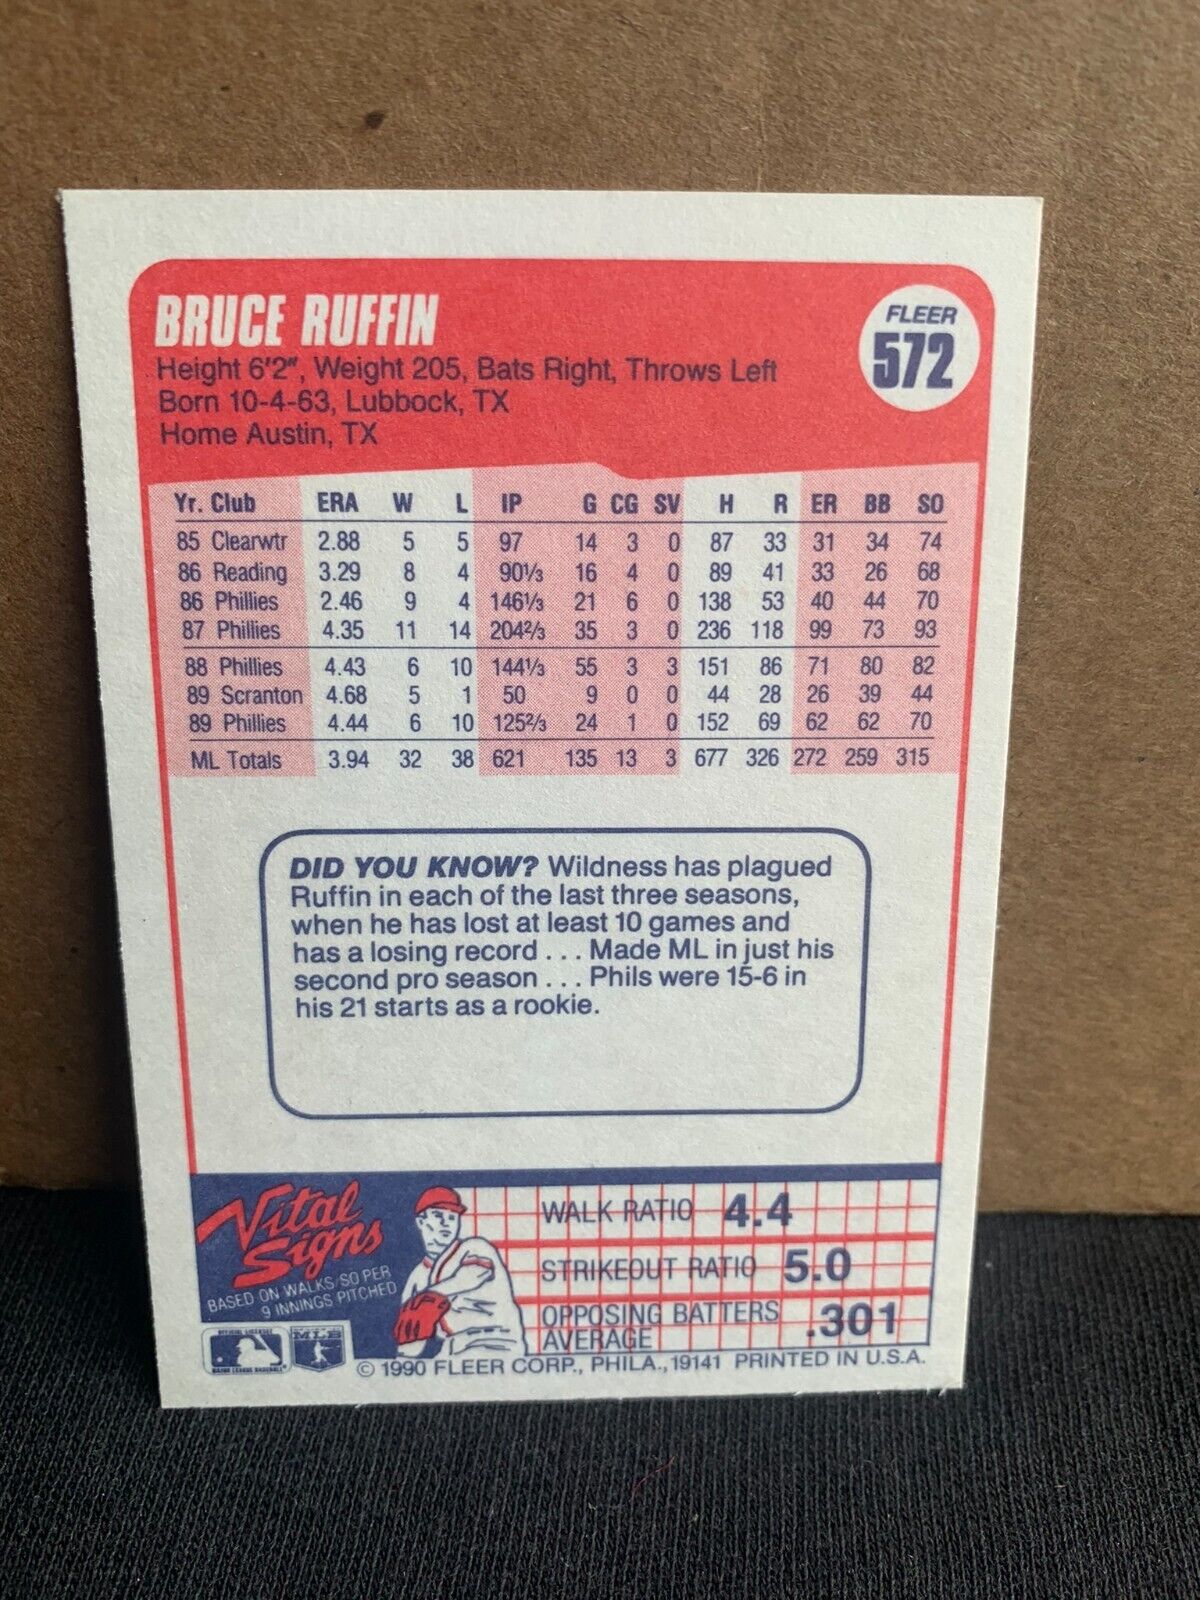 BRUCE RUFFIN
FLEER
572
Height 6'2", Weight 205, Bats Right, Throws Left
Born 10-4-63, Lubbock, TX
Home Austin, TX
Yr. Club ERA W L IP G CG SV H R ER BB SO
85 Clearwtr 2.88 5 5 97 14 3 0 87 33 31 34 74
86 Reading 3.29 8 4 90⅓ 16 4 0 89 41 33 26 68
86 Phillies 2.46 9 4 146⅓ 21 6 0 138 53 40 44 70
87 Phillies 4.35 11 14 204⅔ 35 3 0 236 118 99 73 93
88 Phillies 4.43 6 10 144⅓ 55 3 3 151 86 71 80 82
89 Scranton 4.68 5 1 50 9 0 0 44 28 26 39 44
89 Phillies 4.44 6 10 125⅔ 24 1 0 152 69 62 62 70
ML Totals 3.94 32 38 621 135 13 3 677 326 272 259 315
DID YOU KNOW? Wildness has plagued
Ruffin in each of the last three seasons,
when he has lost at least 10 games and
has a losing record . . . Made ML in just his
second pro season . . . Phils were 15-6 in
his 21 starts as a rookie.
Vital
Signs
BASED ON WALKS/SO PER
9 INNINGS PITCHED
WALK RATIO 4.4
STRIKEOUT RATIO 5.0
OPPOSING BATTERS
AVERAGE .301
OFFICIAL LICENSEE
MAJOR LEAGUE BASEBALL
MLB
© 1990 FLEER CORP., PHILA., 19141 PRINTED IN U.S.A.